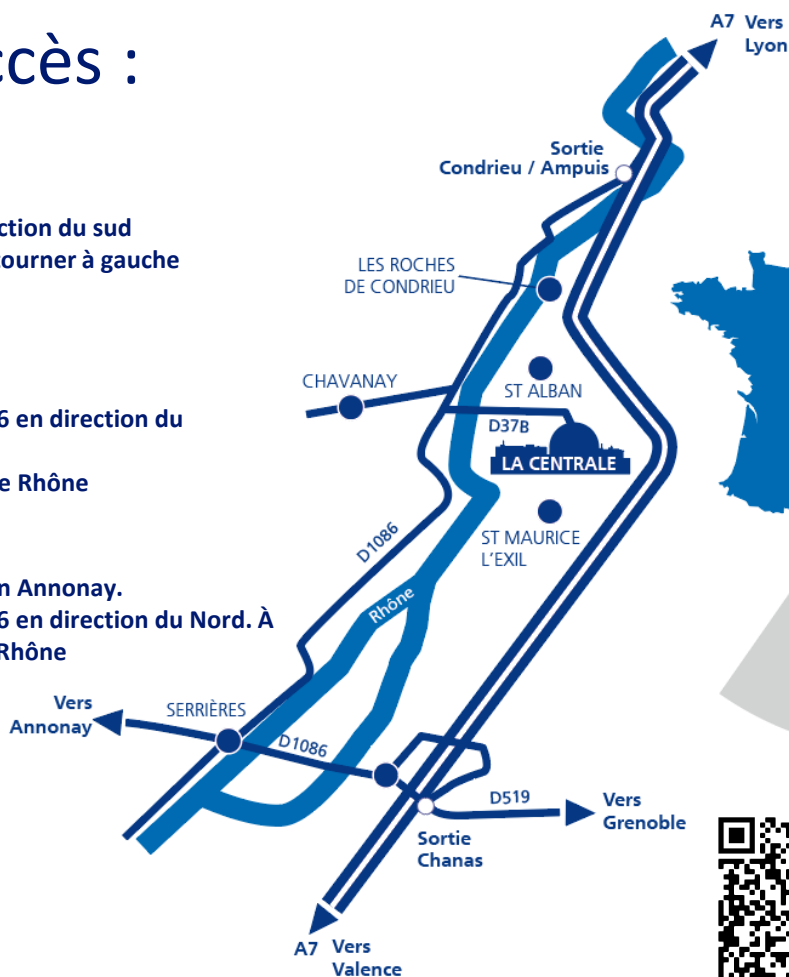 ccès :
A7 Vers
Lyon
Sortie
Condrieu / Ampuis
ction du sud
tourner à gauche
LES ROCHES
DE CONDRIEU
CHAVANAY
ST ALBAN
6 en direction du
D37B
LA CENTRALE
e Rhône
D1086
ST MAURICE
L'EXIL
n Annonay.
6 en direction du Nord. À
Rhône
Rhône
Vers
Annonay
SERRIÈRES
D1086
D519
Vers
Grenoble
Sortie
Chanas
A7 Vers
Valence